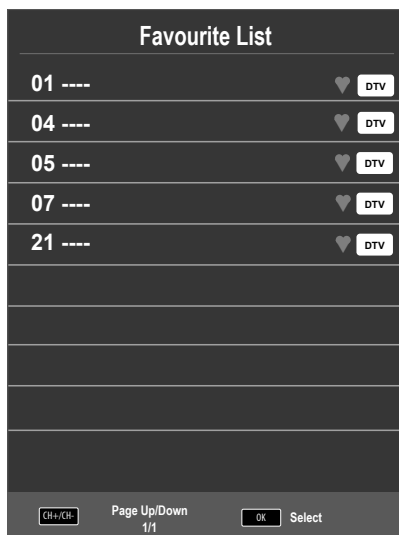 Favourite List
01 ---- DTV
04 ---- DTV
05 ---- DTV
07 ---- DTV
21 ---- DTV
CH+/CH- Page Up/Down OK Select
1/1